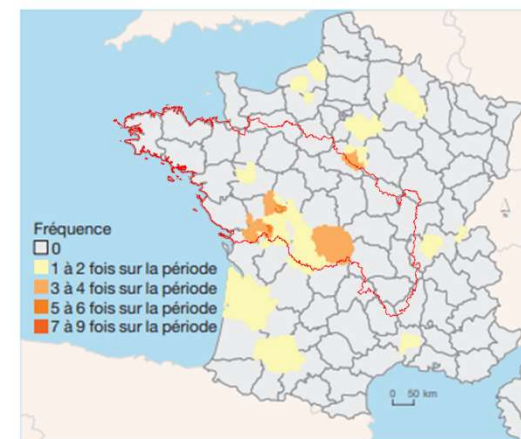 Fréquence
0
1 à 2 fois sur la période
3 à 4 fois sur la période
5 à 6 fois sur la période
7 à 9 fois sur la période
0 50 km